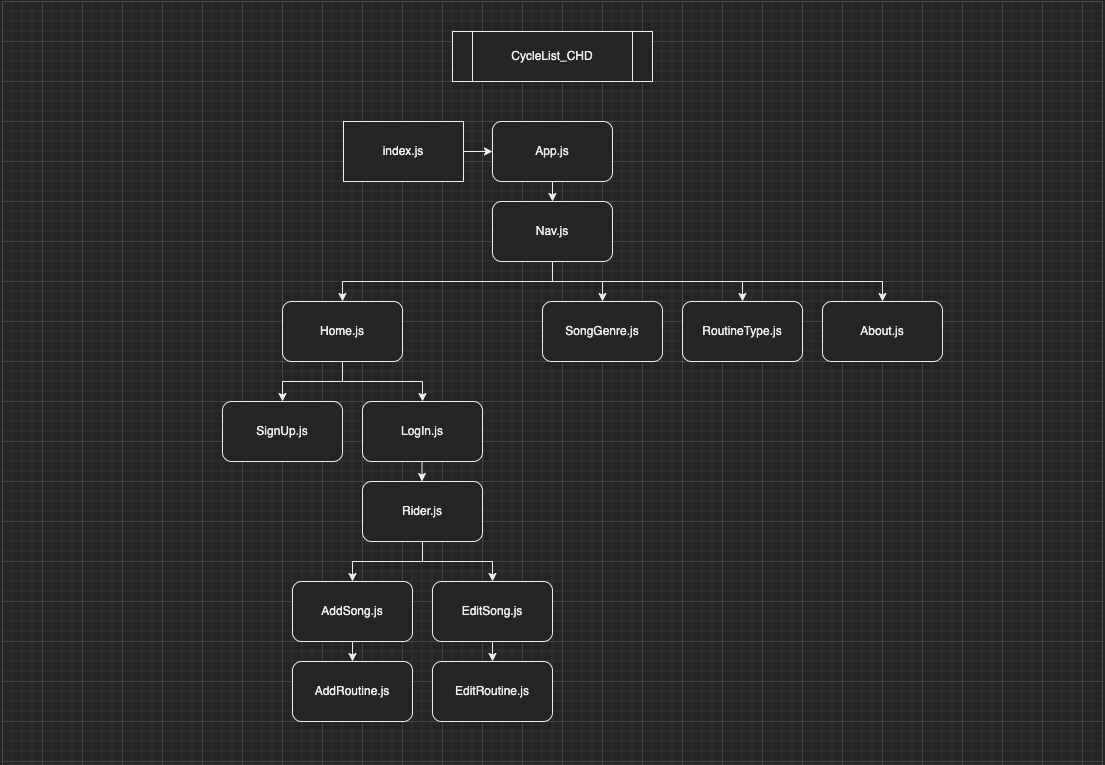 CycleList_CHD
index.js
App.js
Nav.js
Home.js
SongGenre.js
RoutineType.js
About.js
SignUp.js
LogIn.js
Rider.js
AddSong.js
EditSong.js
AddRoutine.js
EditRoutine.js